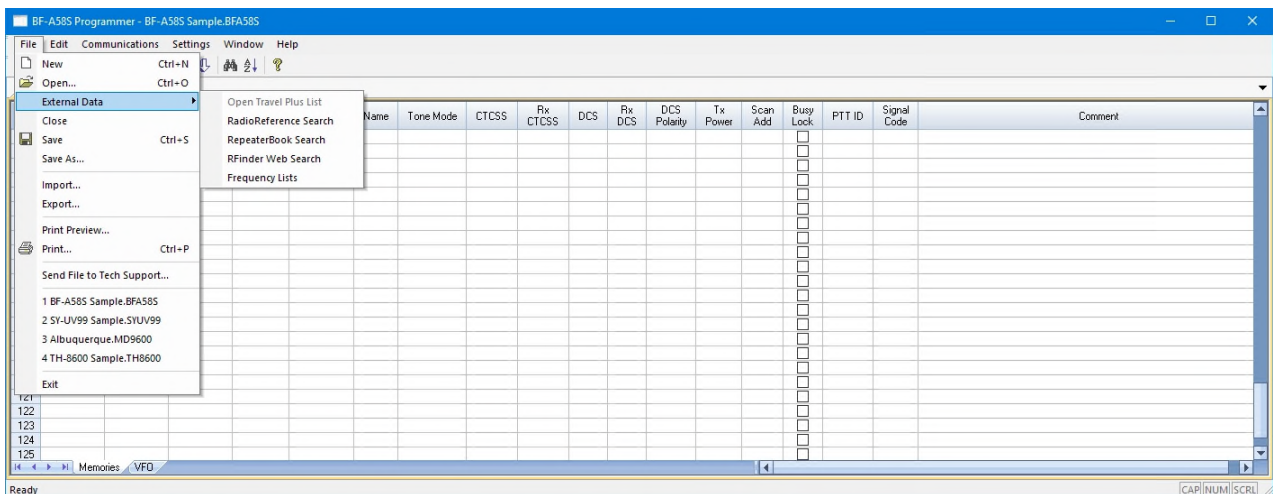 BF-A58S Programmer - BF-A58S Sample.BFA58S
File Edit Communications Settings Window Help
New Ctrl+N
Open... Ctrl+O
External Data
Close
Save Ctrl+S
Save As...
Import...
Export...
Print Preview...
Print... Ctrl+P
Send File to Tech Support...
1 BF-A58S Sample.BFA58S
2 SY-UV99 Sample.SYUV99
3 Albuquerque.MD9600
4 TH-8600 Sample.TH8600
Exit
Open Travel Plus List
RadioReference Search
RepeaterBook Search
RFinder Web Search
Frequency Lists
Name Tone Mode CTCSS Rx CTCSS DCS Rx DCS DCS Polarity Tx Power Scan Add Busy Lock PTT ID Signal Code Comment
121
122
123
124
125
Memories VFO
Ready CAP NUM SCRL